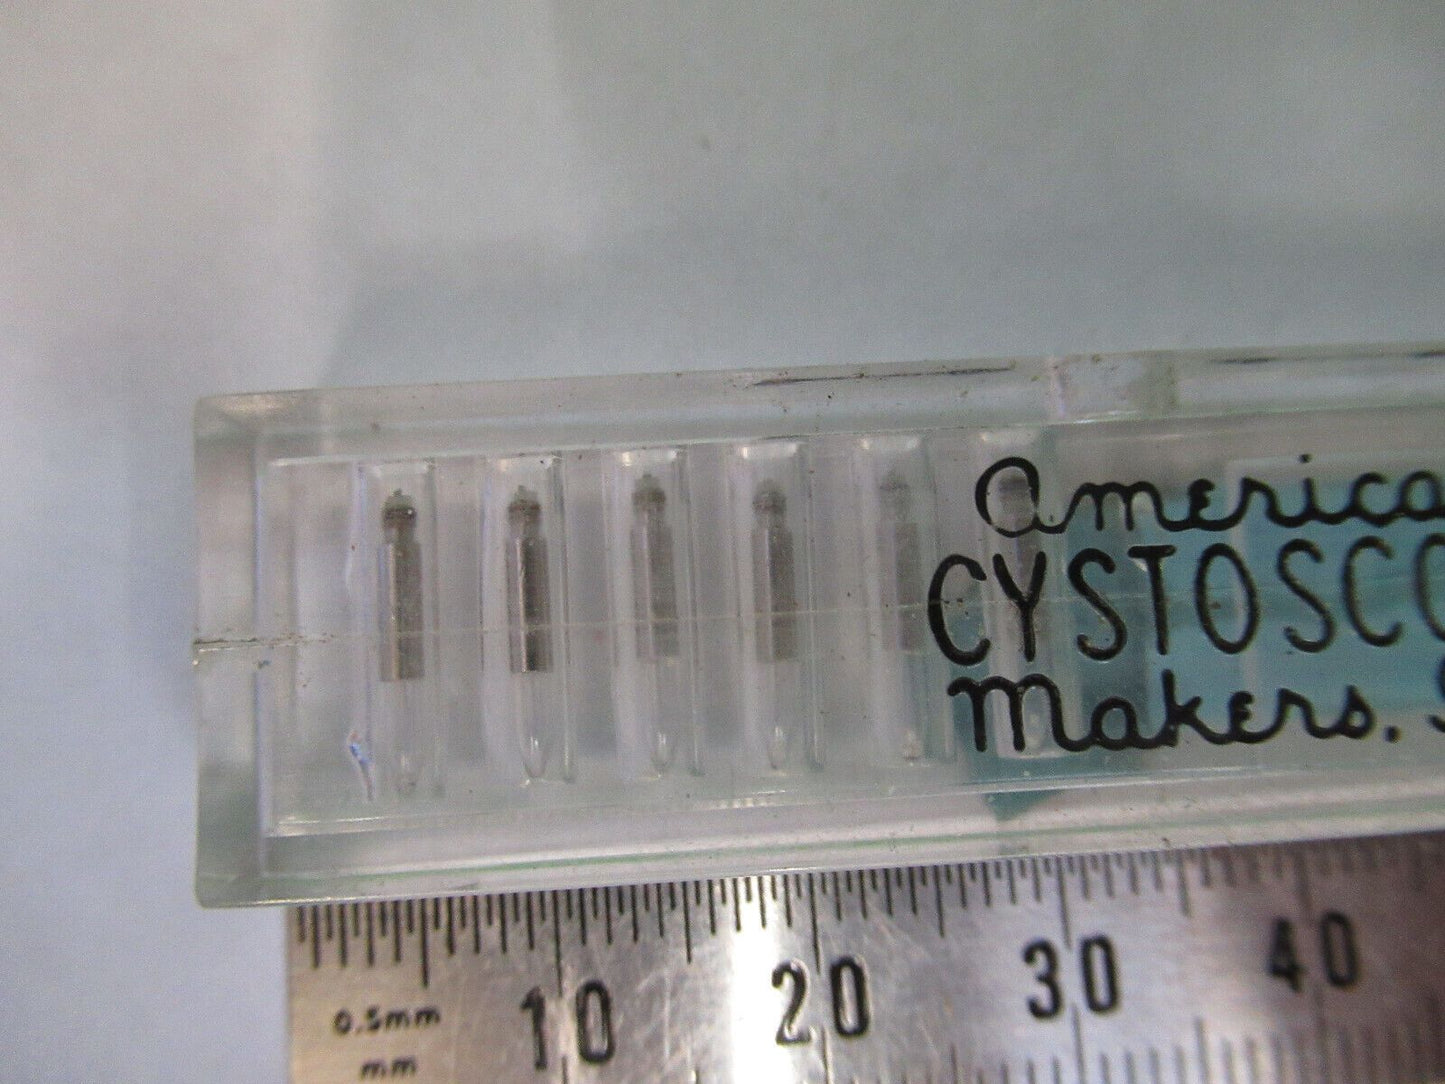 America
CYSTOSCO
Makers. S
10 20 30 40
0.5mm
mm